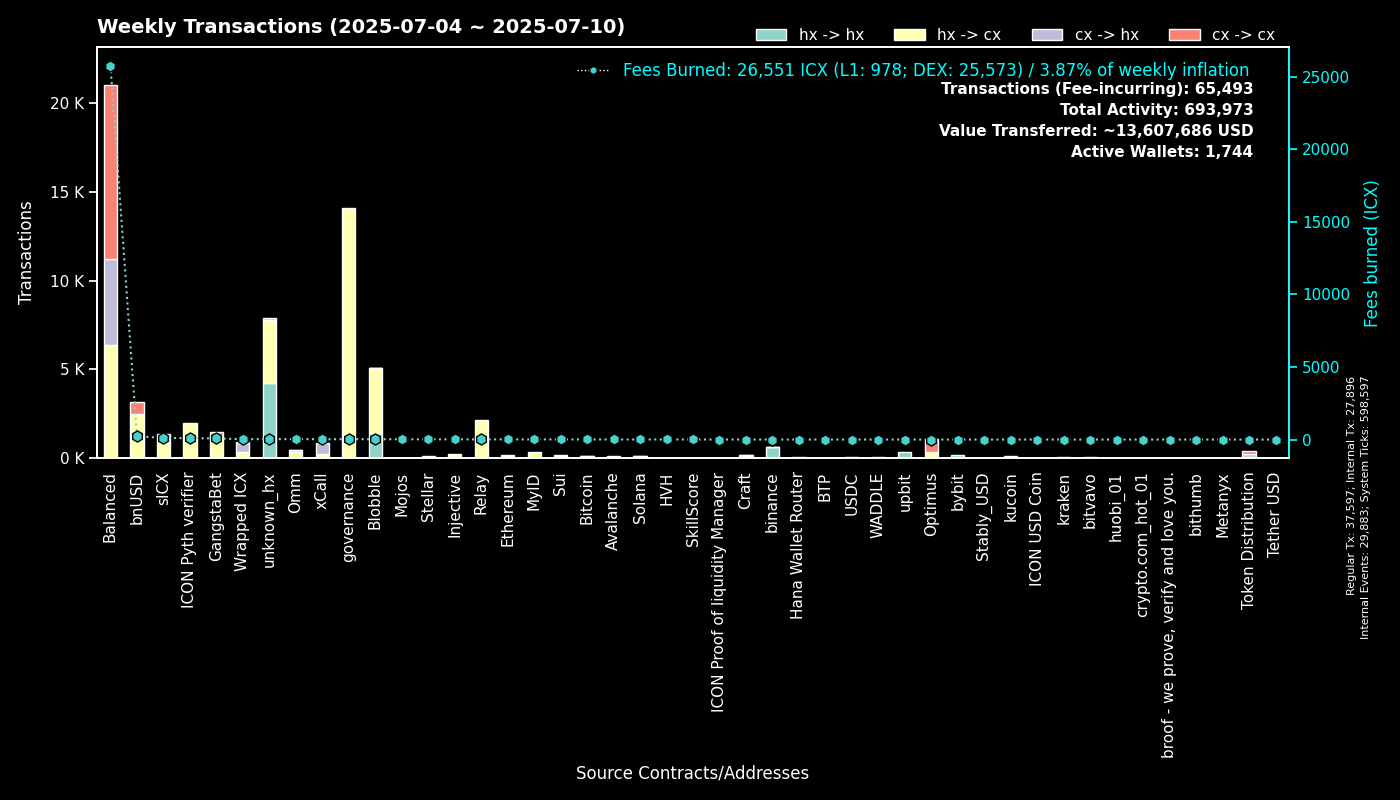 Weekly Transactions (2025-07-04 ~ 2025-07-10)
hx -> hx
hx -> cx
cx -> hx
cx -> cx
Fees Burned: 26,551 ICX (L1: 978; DEX: 25,573) / 3.87% of weekly inflation
Transactions (Fee-incurring): 65,493
Total Activity: 693,973
Value Transferred: ~13,607,686 USD
Active Wallets: 1,744
Transactions
20 K
15 K
10 K
5 K
0 K
25000
20000
15000
10000
5000
0
Fees burned (ICX)
Regular Tx: 37,597; Internal Tx: 27,896
Internal Events: 29,883; System Ticks: 598,597
Balanced
bnUSD
sICX
ICON Pyth verifier
GangstaBet
Wrapped ICX
unknown_hx
Omm
xCall
governance
Blobble
Mojos
Stellar
Injective
Relay
Ethereum
MyID
Sui
Bitcoin
Avalanche
Solana
HVH
SkillScore
ICON Proof of liquidity Manager
Craft
binance
Hana Wallet Router
BTP
USDC
WADDLE
upbit
Optimus
bybit
Stably_USD
kucoin
ICON USD Coin
kraken
bitvavo
huobi_01
crypto.com_hot_01
broof - we prove, verify and love you.
bithumb
Metanyx
Token Distribution
Tether USD
Source Contracts/Addresses